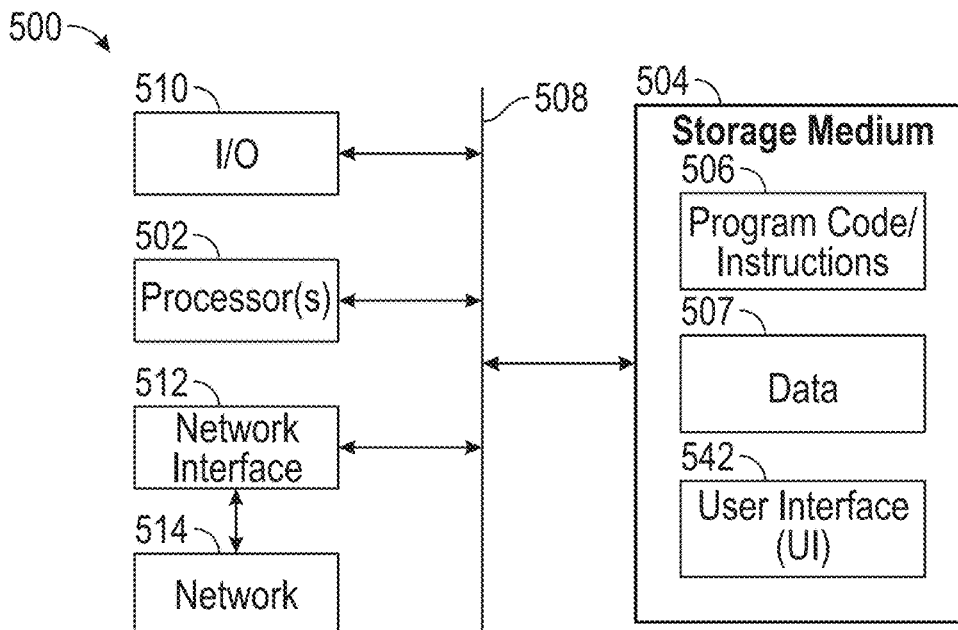 500
510
I/O
502
Processor(s)
512
Network
Interface
514
Network
508
504
Storage Medium
506
Program Code/
Instructions
507
Data
542
User Interface
(UI)